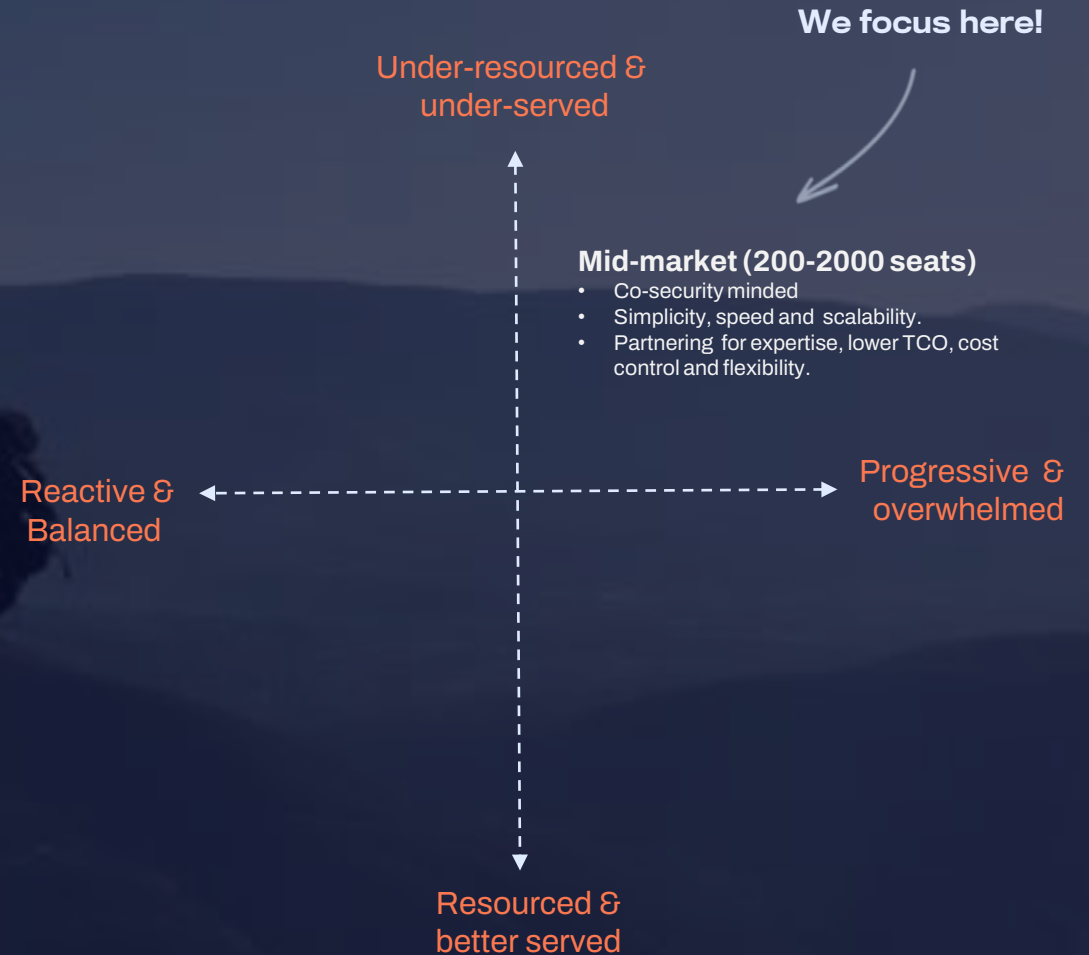 We focus here!
Under-resourced &
under-served
Mid-market (200-2000 seats)
• Co-security minded
• Simplicity, speed and scalability.
• Partnering for expertise, lower TCO, cost
control and flexibility.
Reactive &
Balanced
Progressive &
overwhelmed
Resourced &
better served